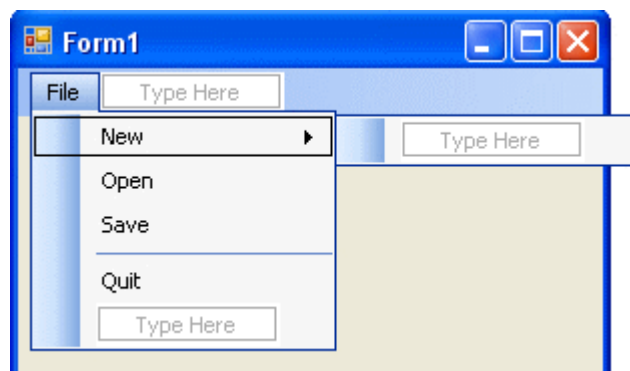 Form1
File Type Here
New Type Here
Open
Save
Quit
Type Here